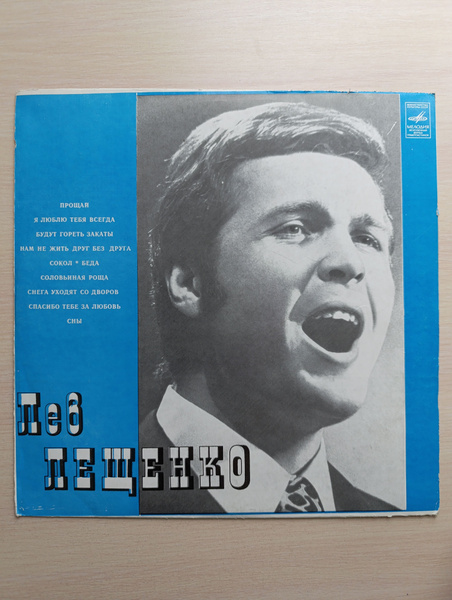 ПРОЩАЙ
Я ЛЮБЛЮ ТЕБЯ ВСЕГДА
БУДУТ ГОРЕТЬ ЗАКАТЫ
НАМ НЕ ЖИТЬ ДРУГ БЕЗ ДРУГА
СОКОЛ * БЕДА
СОЛОВЬИНАЯ РОЩА
СНЕГА УХОДЯТ СО ДВОРОВ
СПАСИБО ТЕБЕ ЗА ЛЮБОВЬ
СНЫ
Лев
ЛЕЩЕНКО
МЕЛОДИЯ